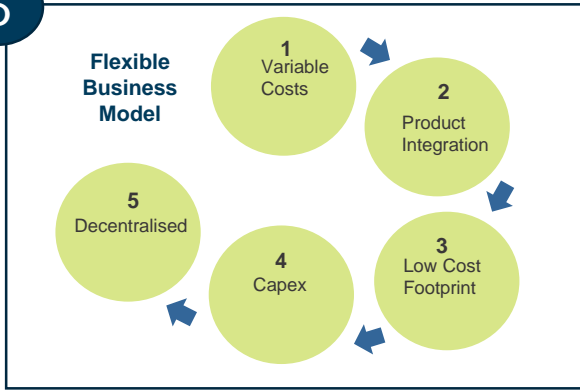 Flexible
Business
Model
1
Variable
Costs
2
Product
Integration
3
Low Cost
Footprint
4
Capex
5
Decentralised